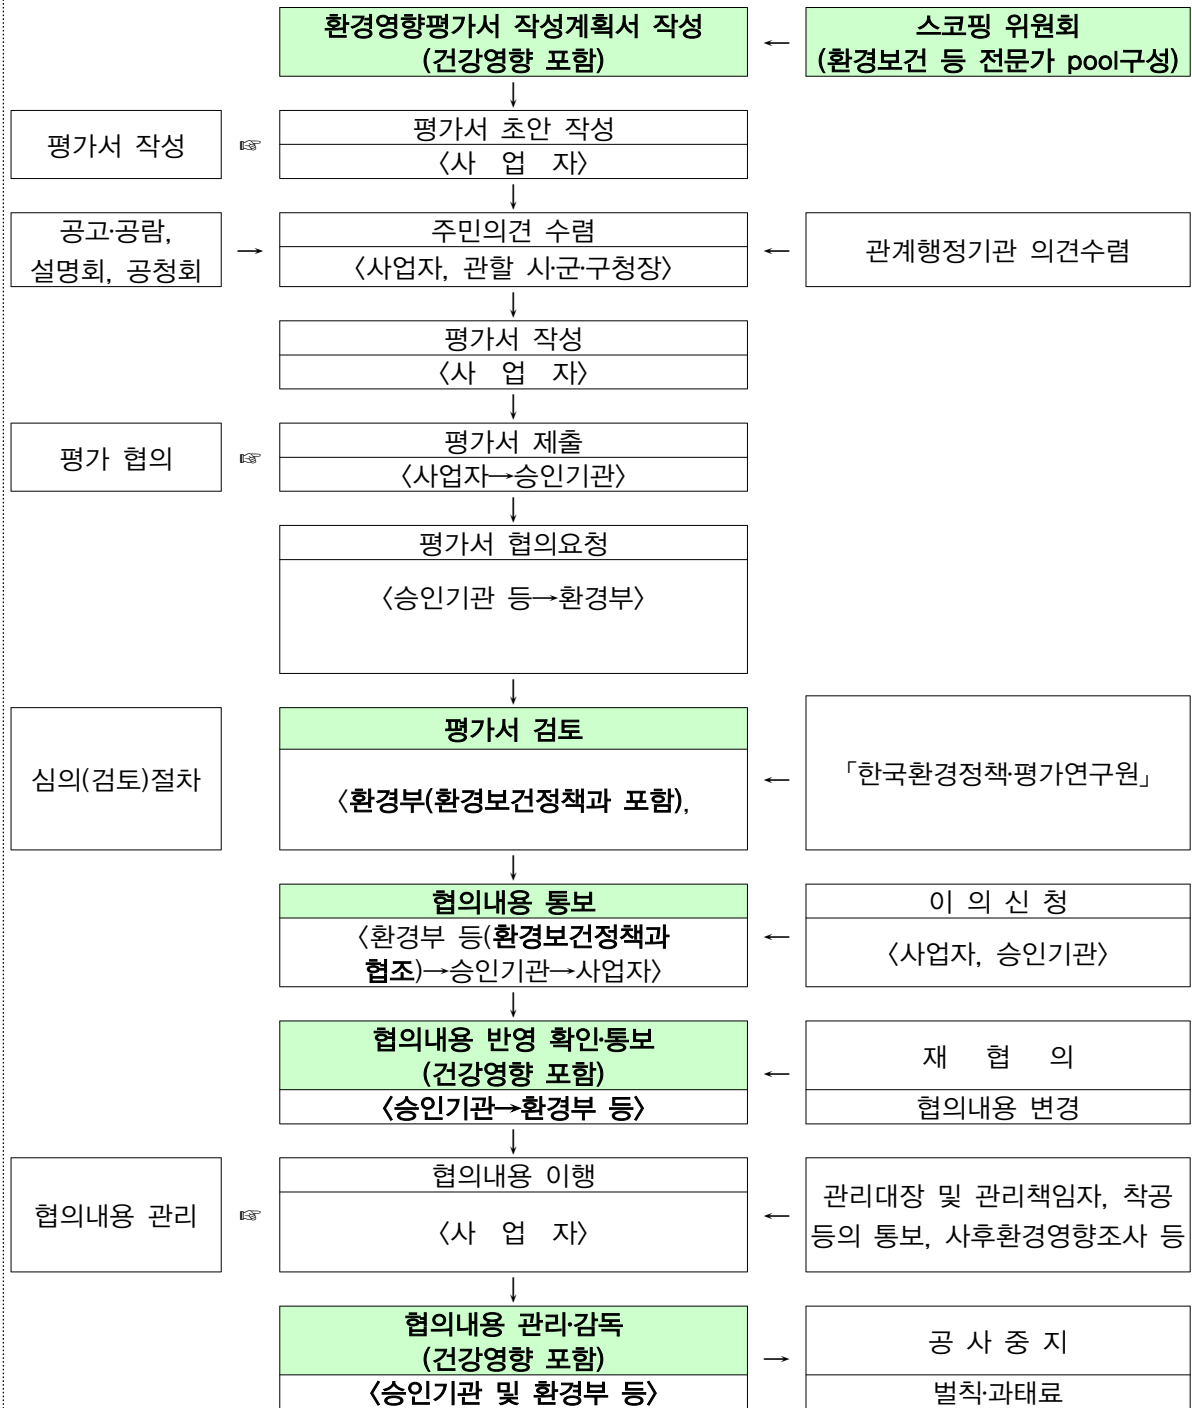 환경영향평가서 작성계획서 작성
(건강영향 포함)
←
스코핑 위원회
(환경보건 등 전문가 pool구성)
↓
평가서 작성
☞
평가서 초안 작성
〈사 업 자〉
↓
공고·공람,
설명회, 공청회
→
주민의견 수렴
〈사업자, 관할 시·군·구청장〉
←
관계행정기관 의견수렴
↓
평가서 작성
〈사 업 자〉
↓
평가 협의
☞
평가서 제출
〈사업자→승인기관〉
↓
평가서 협의요청
〈승인기관 등→환경부〉
↓
심의(검토)절차
평가서 검토
〈환경부(환경보건정책과 포함),
←
「한국환경정책·평가연구원」
↓
협의내용 통보
〈환경부 등(환경보건정책과
협조)→승인기관→사업자〉
←
이 의 신 청
〈사업자, 승인기관〉
↓
협의내용 반영 확인·통보
(건강영향 포함)
〈승인기관→환경부 등〉
←
재 협 의
협의내용 변경
↓
협의내용 관리
☞
협의내용 이행
〈사 업 자〉
←
관리대장 및 관리책임자, 착공
등의 통보, 사후환경영향조사 등
↓
협의내용 관리·감독
(건강영향 포함)
〈승인기관 및 환경부 등〉
→
공 사 중 지
벌칙·과태료